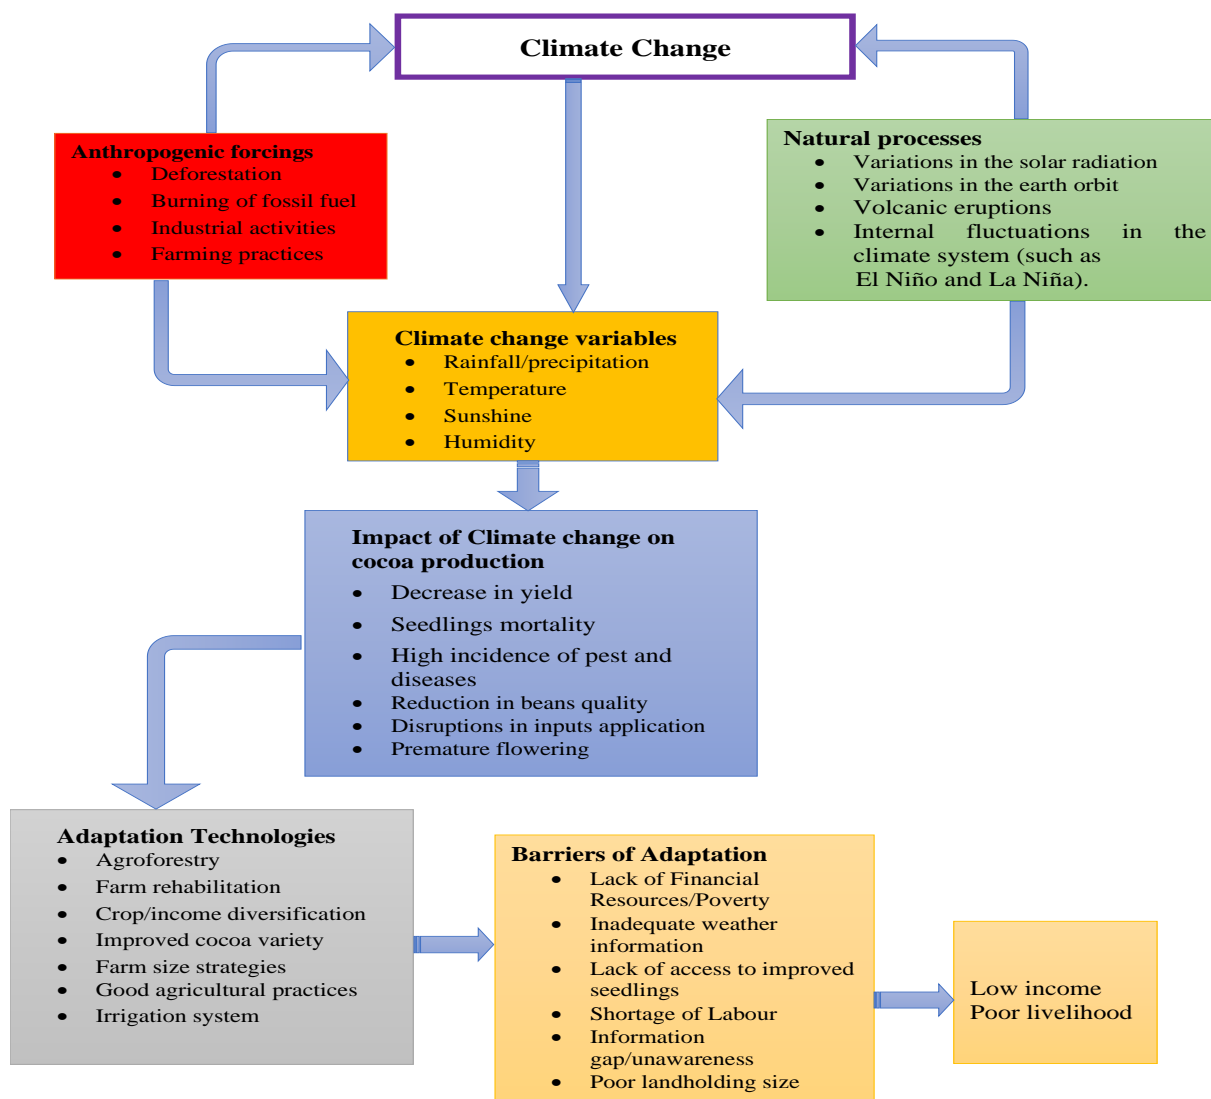 Climate Change
Anthropogenic forcings
• Deforestation
• Burning of fossil fuel
• Industrial activities
• Farming practices
Natural processes
• Variations in the solar radiation
• Variations in the earth orbit
• Volcanic eruptions
• Internal fluctuations in the
climate system (such as
El Niño and La Niña).
Climate change variables
• Rainfall/precipitation
• Temperature
• Sunshine
• Humidity
Impact of Climate change on
cocoa production
• Decrease in yield
• Seedlings mortality
• High incidence of pest and
diseases
• Reduction in beans quality
• Disruptions in inputs application
• Premature flowering
Adaptation Technologies
• Agroforestry
• Farm rehabilitation
• Crop/income diversification
• Improved cocoa variety
• Farm size strategies
• Good agricultural practices
• Irrigation system
Barriers of Adaptation
• Lack of Financial
Resources/Poverty
• Inadequate weather
information
• Lack of access to improved
seedlings
• Shortage of Labour
• Information
gap/unawareness
• Poor landholding size
Low income
Poor livelihood